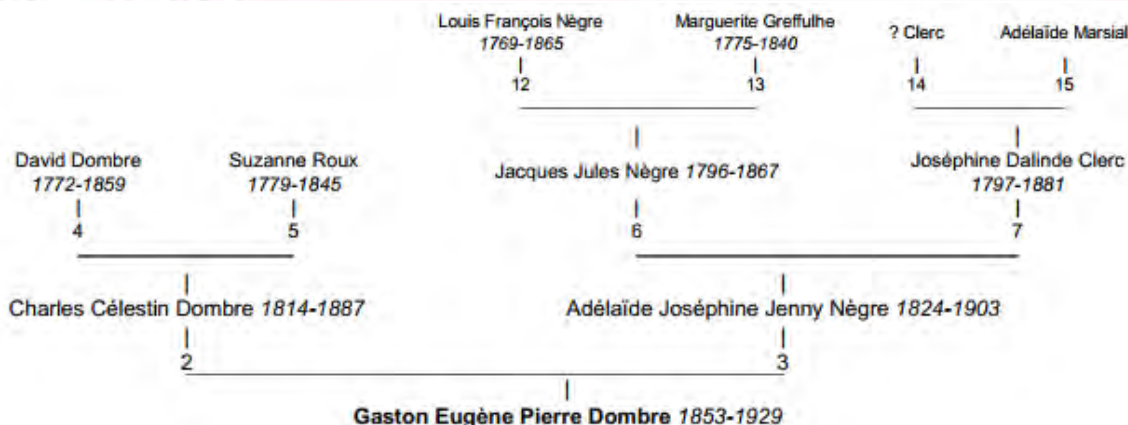 Louis François Nègre Marguerite Greffulhe
1769-1865 1775-1840 ? Clerc Adélaïde Marsial
12 13 14 15
David Dombre Suzanne Roux Joséphine Dalinde Clerc
1772-1859 1779-1845 Jacques Jules Nègre 1796-1867 1797-1881
4 5 6 7
Charles Célestin Dombre 1814-1887 Adélaïde Joséphine Jenny Nègre 1824-1903
2 3
Gaston Eugène Pierre Dombre 1853-1929